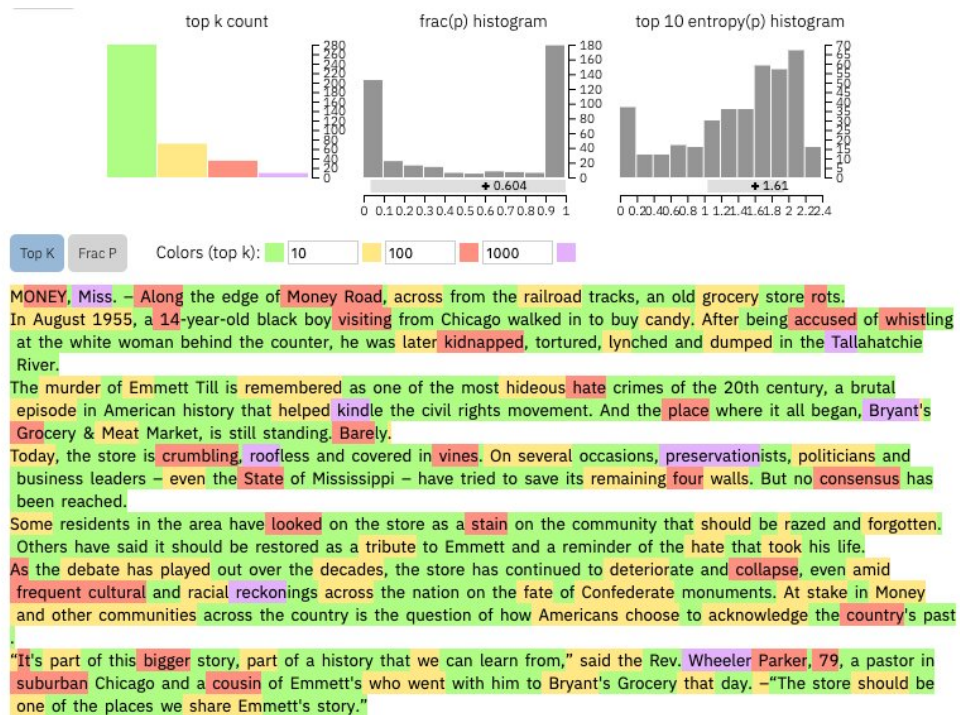 top k count
frac(p) histogram
top 10 entropy(p) histogram
280
260
240
220
200
180
160
140
120
100
80
60
40
20
0
180
160
140
120
100
80
60
40
20
0
70
65
60
55
50
45
40
35
30
25
20
15
10
5
0
+ 0.604
+ 1.61
0 0.1 0.2 0.3 0.4 0.5 0.6 0.7 0.8 0.9 1
0 0.2 0.4 0.6 0.8 1 1.2 1.4 1.6 1.8 2 2.2 2.4
Top K Frac P Colors (top k): 10 100 1000
MONEY, Miss. – Along the edge of Money Road, across from the railroad tracks, an old grocery store rots.
In August 1955, a 14-year-old black boy visiting from Chicago walked in to buy candy. After being accused of whistling
at the white woman behind the counter, he was later kidnapped, tortured, lynched and dumped in the Tallahatchie
River.
The murder of Emmett Till is remembered as one of the most hideous hate crimes of the 20th century, a brutal
episode in American history that helped kindle the civil rights movement. And the place where it all began, Bryant's
Grocery & Meat Market, is still standing. Barely.
Today, the store is crumbling, roofless and covered in vines. On several occasions, preservationists, politicians and
business leaders – even the State of Mississippi – have tried to save its remaining four walls. But no consensus has
been reached.
Some residents in the area have looked on the store as a stain on the community that should be razed and forgotten.
Others have said it should be restored as a tribute to Emmett and a reminder of the hate that took his life.
As the debate has played out over the decades, the store has continued to deteriorate and collapse, even amid
frequent cultural and racial reckonings across the nation on the fate of Confederate monuments. At stake in Money
and other communities across the country is the question of how Americans choose to acknowledge the country's past
.
“It's part of this bigger story, part of a history that we can learn from,” said the Rev. Wheeler Parker, 79, a pastor in
suburban Chicago and a cousin of Emmett's who went with him to Bryant's Grocery that day. –“The store should be
one of the places we share Emmett's story.”